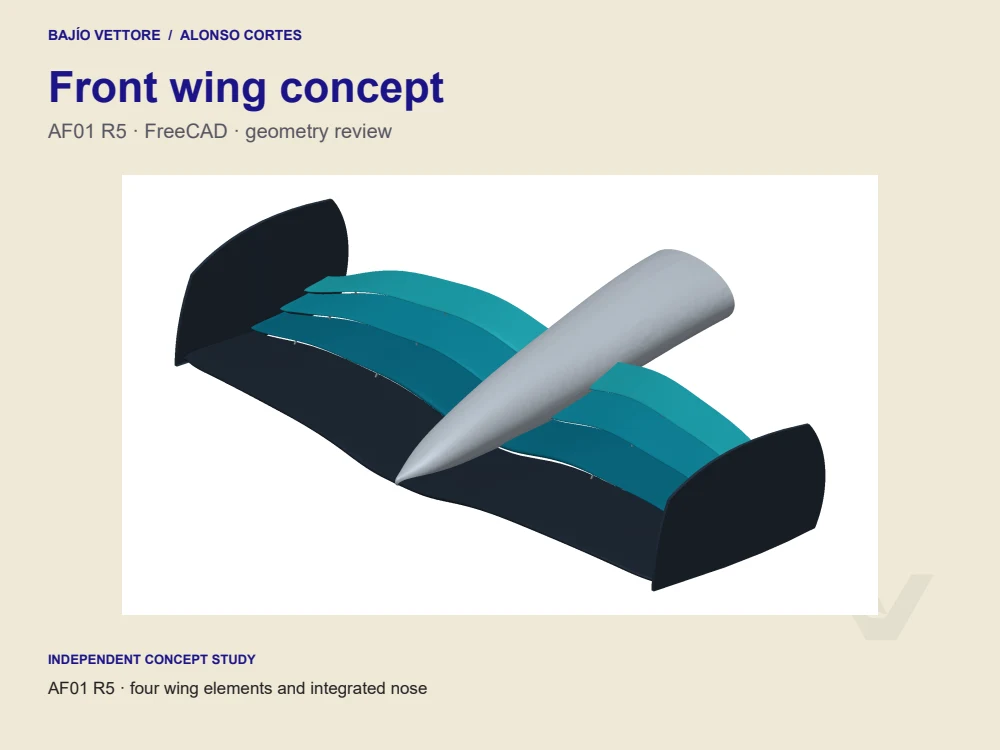 BAJÍO VETTORE / ALONSO CORTES
Front wing concept
AF01 R5 · FreeCAD · geometry review
INDEPENDENT CONCEPT STUDY
AF01 R5 · four wing elements and integrated nose